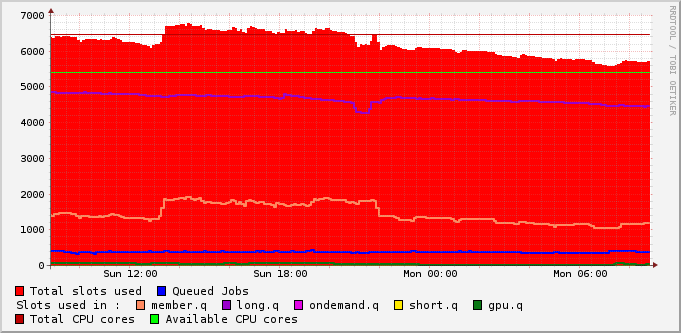 7000
6000
5000
4000
3000
2000
1000
0
Sun 12:00 Sun 18:00 Mon 00:00 Mon 06:00
Total slots used Queued Jobs
Slots used in : member.q long.q ondemand.q short.q gpu.q
Total CPU cores Available CPU cores
RRDTOOL / TOBI OETIKER